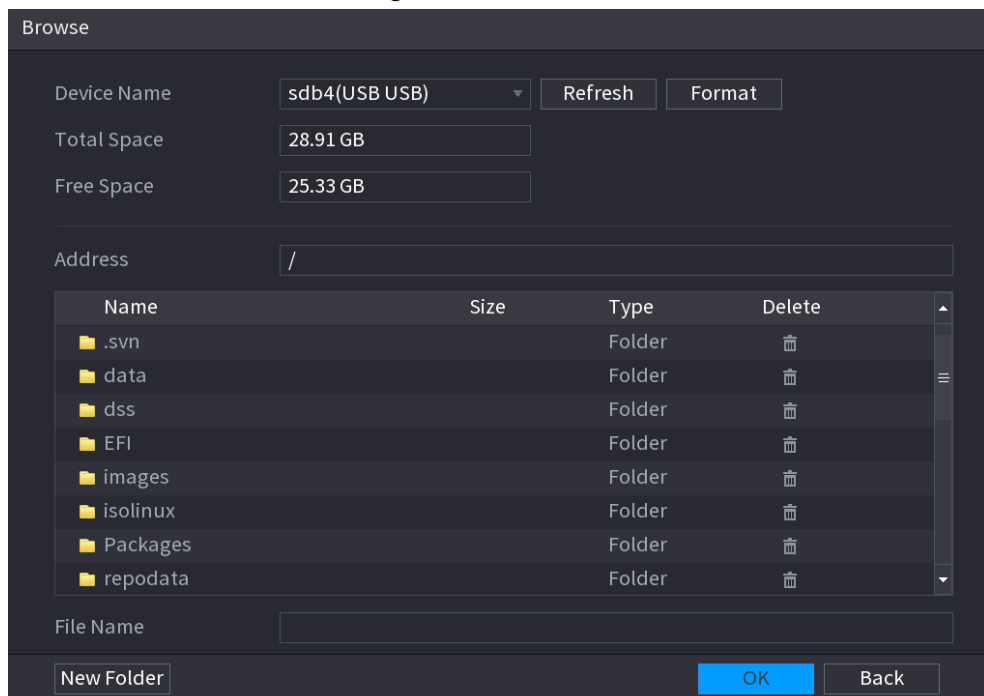 Browse
Device Name sdb4(USB USB) Refresh Format
Total Space 28.91 GB
Free Space 25.33 GB
Address /
Name Size Type Delete
.svn Folder
data Folder
dss Folder
EFI Folder
images Folder
isolinux Folder
Packages Folder
repodata Folder
File Name
New Folder OK Back